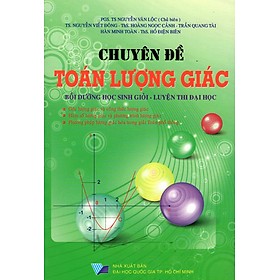 PGS. TS NGUYỄN VĂN LỘC (Chủ biên)
TS. NGUYỄN VIẾT ĐÔNG - ThS. HOÀNG NGỌC CẢNH - TRẦN QUANG TÀI
HÀN MINH TOÀN - ThS. HỒ ĐIỆN BIÊN
CHUYÊN ĐỀ
TOÁN LƯỢNG GIÁC
BỒI DƯỠNG HỌC SINH GIỎI - LUYỆN THI ĐẠI HỌC
NHÀ XUẤT BẢN
ĐẠI HỌC QUỐC GIA TP. HỒ CHÍ MINH